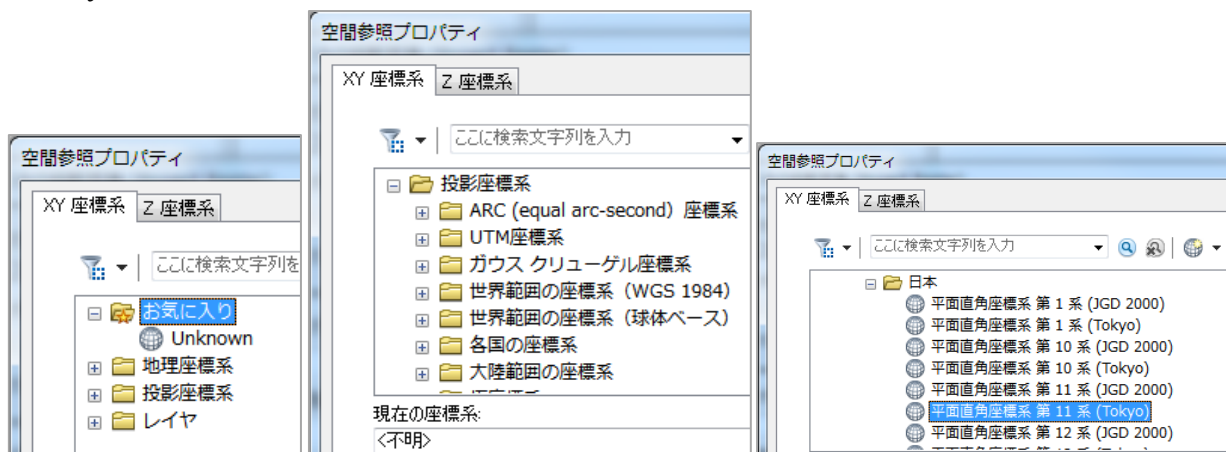 空間参照プロパティ
XY 座標系 Z 座標系
ここに検索文字列を
お気に入り
Unknown
地理座標系
投影座標系
レイヤ
空間参照プロパティ
XY 座標系 Z 座標系
ここに検索文字列を入力
投影座標系
ARC (equal arc-second) 座標系
UTM座標系
ガウス クリューゲル座標系
世界範囲の座標系（WGS 1984）
世界範囲の座標系（球体ベース）
各国の座標系
大陸範囲の座標系
現在の座標系:
<不明>
空間参照プロパティ
XY 座標系 Z 座標系
ここに検索文字列を入力
日本
平面直角座標系 第 1 系 (JGD 2000)
平面直角座標系 第 1 系 (Tokyo)
平面直角座標系 第 10 系 (JGD 2000)
平面直角座標系 第 10 系 (Tokyo)
平面直角座標系 第 11 系 (JGD 2000)
平面直角座標系 第 11 系 (Tokyo)
平面直角座標系 第 12 系 (JGD 2000)